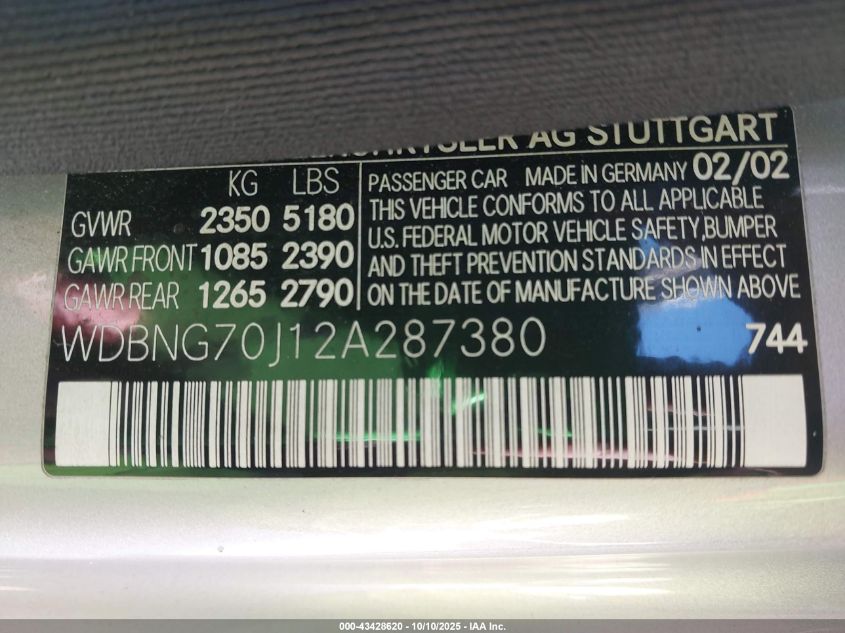 AG STUTTGART
KG LBS
GVWR 2350 5180
GAWR FRONT 1085 2390
GAWR REAR 1265 2790
PASSENGER CAR MADE IN GERMANY 02/02
THIS VEHICLE CONFORMS TO ALL APPLICABLE
U.S. FEDERAL MOTOR VEHICLE SAFETY,BUMPER
AND THEFT PREVENTION STANDARDS IN EFFECT
ON THE DATE OF MANUFACTURE SHOWN ABOVE
WDBNG70J12A287380 744
000-43428620 - 10/10/2025 - IAA Inc.